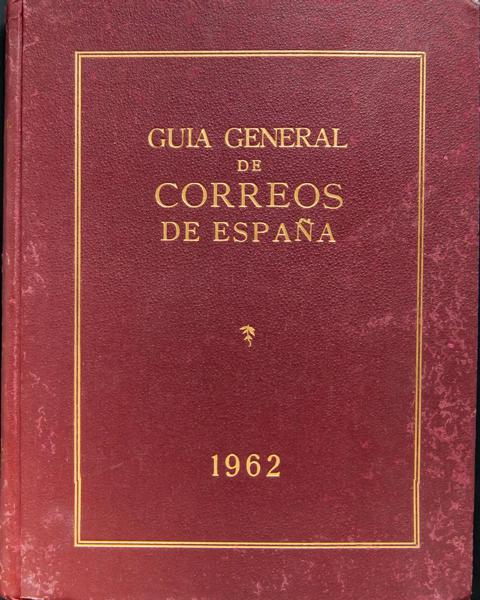 GUIA GENERAL
DE
CORREOS
DE ESPAÑA
1962